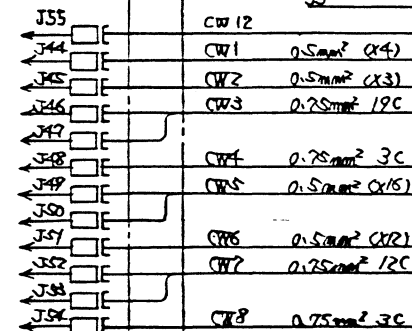 J55 CW12
J44 CW1 0.5mm² (X4)
J45 CW2 0.5mm² (X3)
J46 CW3 0.75mm² 19C
J47
J48 CW4 0.75mm² 3C
J49 CW5 0.5mm² (X16)
J50
J51 CW6 0.5mm² (X12)
J52 CW7 0.75mm² 12C
J53
J54 CW8 0.75mm² 3C